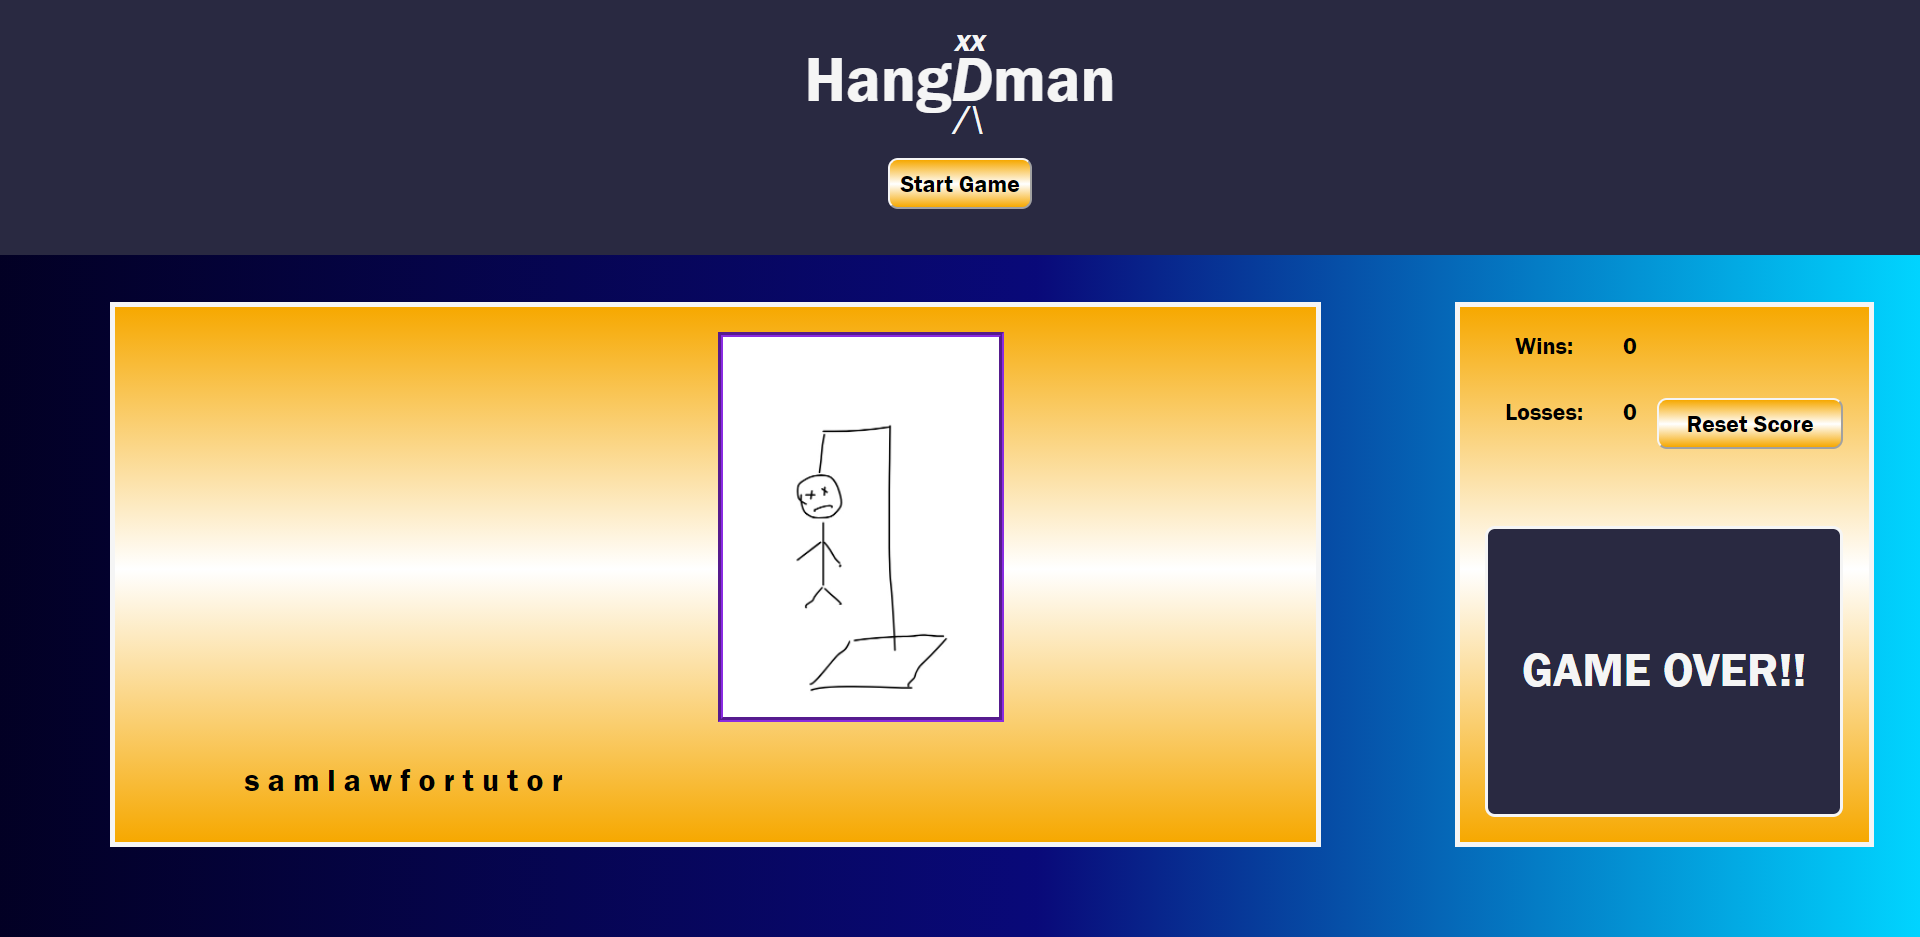 xx
HangDman
/\
Start Game
Wins: 0
Losses: 0
Reset Score
GAME OVER!!
s a m l a w f o r t u t o r